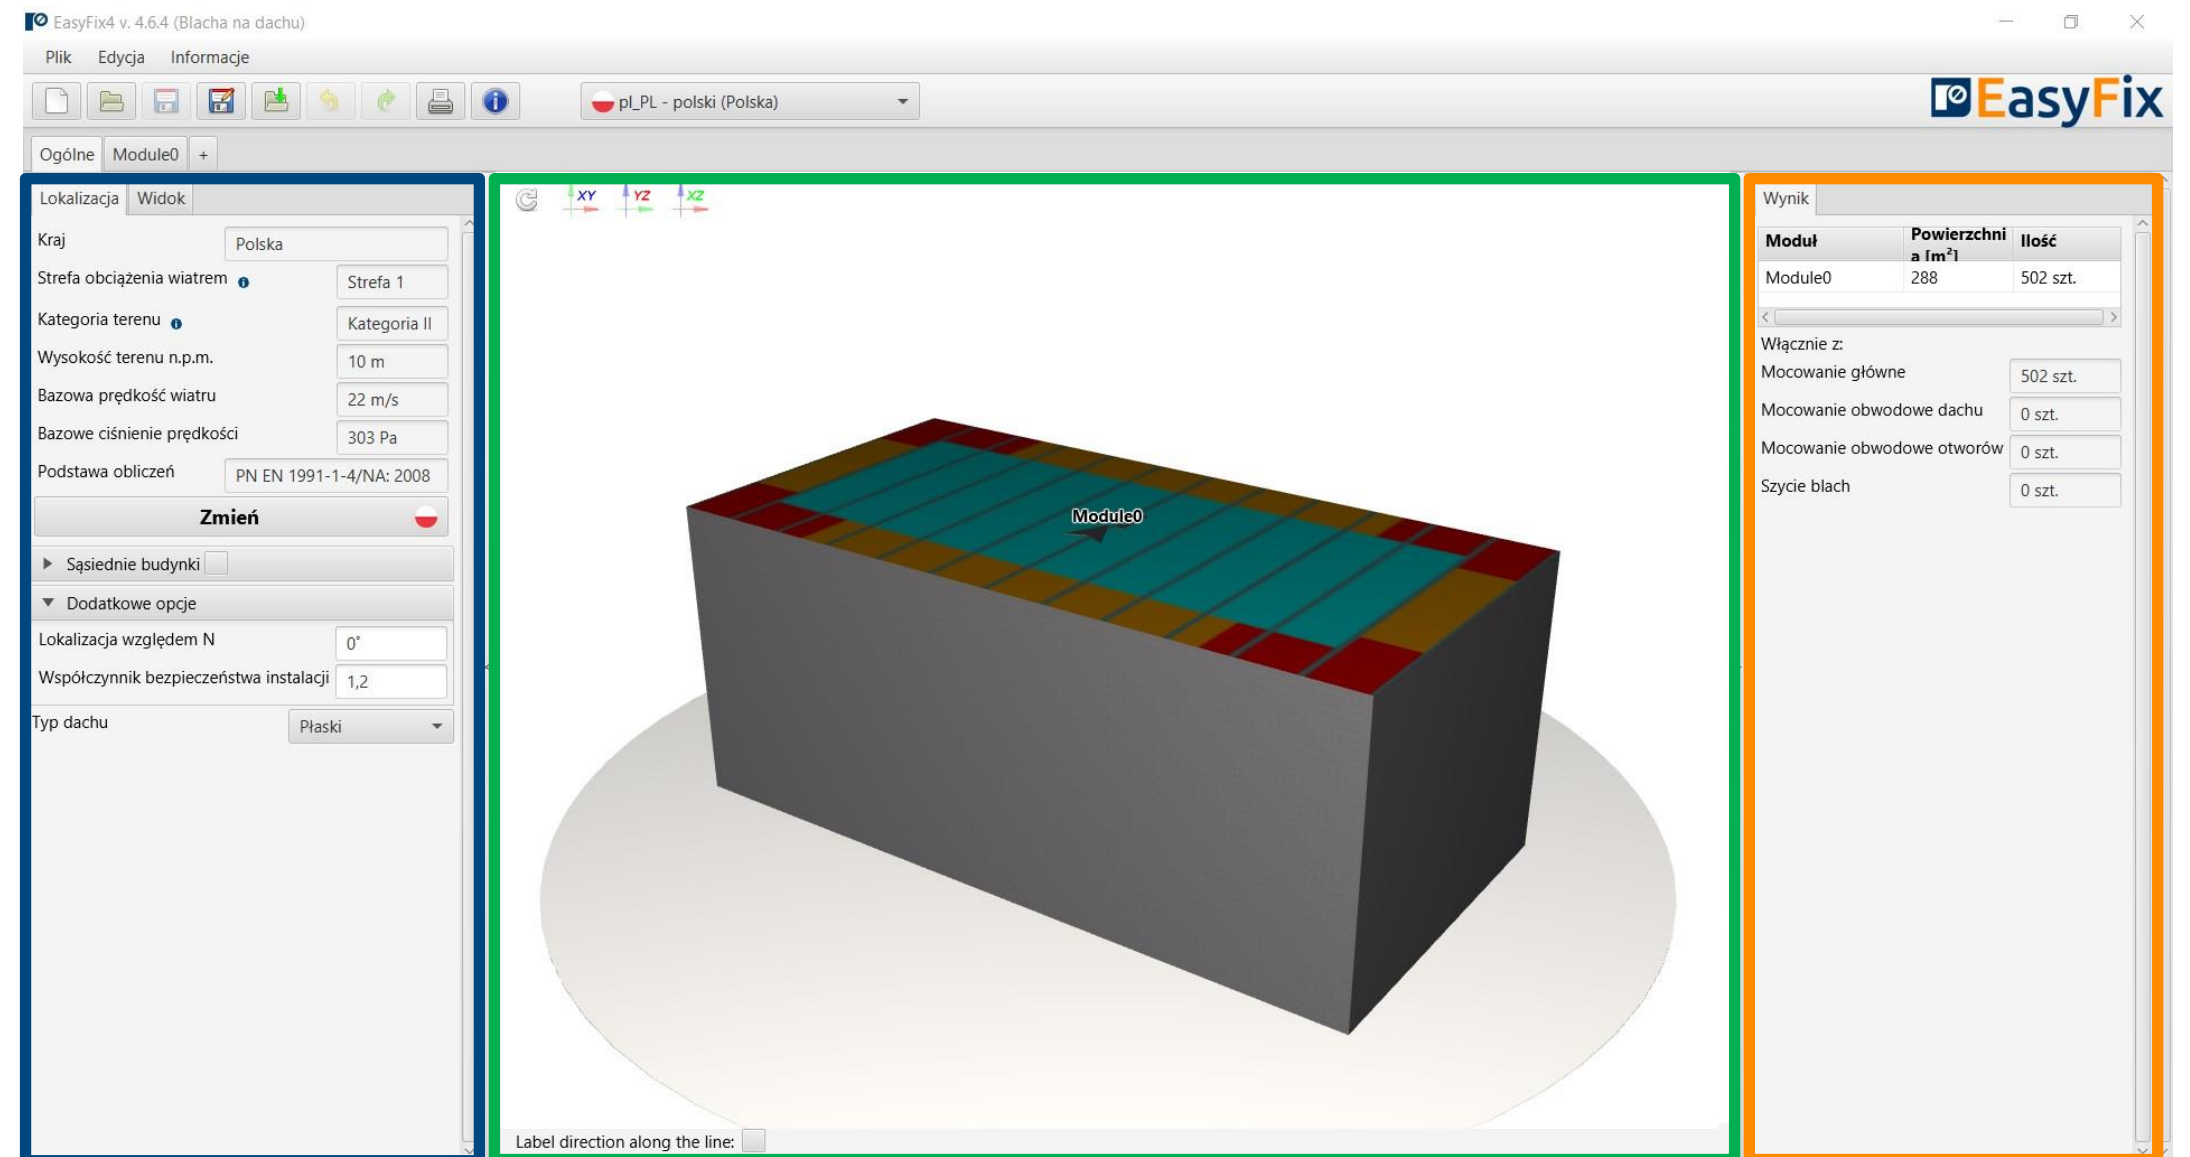 EasyFix4 v. 4.6.4 (Blacha na dachu)
Plik Edycja Informacje
pl_PL - polski (Polska)
EasyFix
Ogólne Module0 +
Lokalizacja Widok
Kraj Polska
Strefa obciążenia wiatrem Strefa 1
Kategoria terenu Kategoria II
Wysokość terenu n.p.m. 10 m
Bazowa prędkość wiatru 22 m/s
Bazowe ciśnienie prędkości 303 Pa
Podstawa obliczeń PN EN 1991-1-4/NA: 2008
Zmień
Sąsiednie budynki
Dodatkowe opcje
Lokalizacja względem N 0°
Współczynnik bezpieczeństwa instalacji 1,2
Typ dachu Płaski
XY YZ XZ
Module0
Label direction along the line:
Wynik
Moduł Powierzchni
a [m²] Ilość
Module0 288 502 szt.
Włącznie z:
Mocowanie główne 502 szt.
Mocowanie obwodowe dachu 0 szt.
Mocowanie obwodowe otworów 0 szt.
Szycie blach 0 szt.